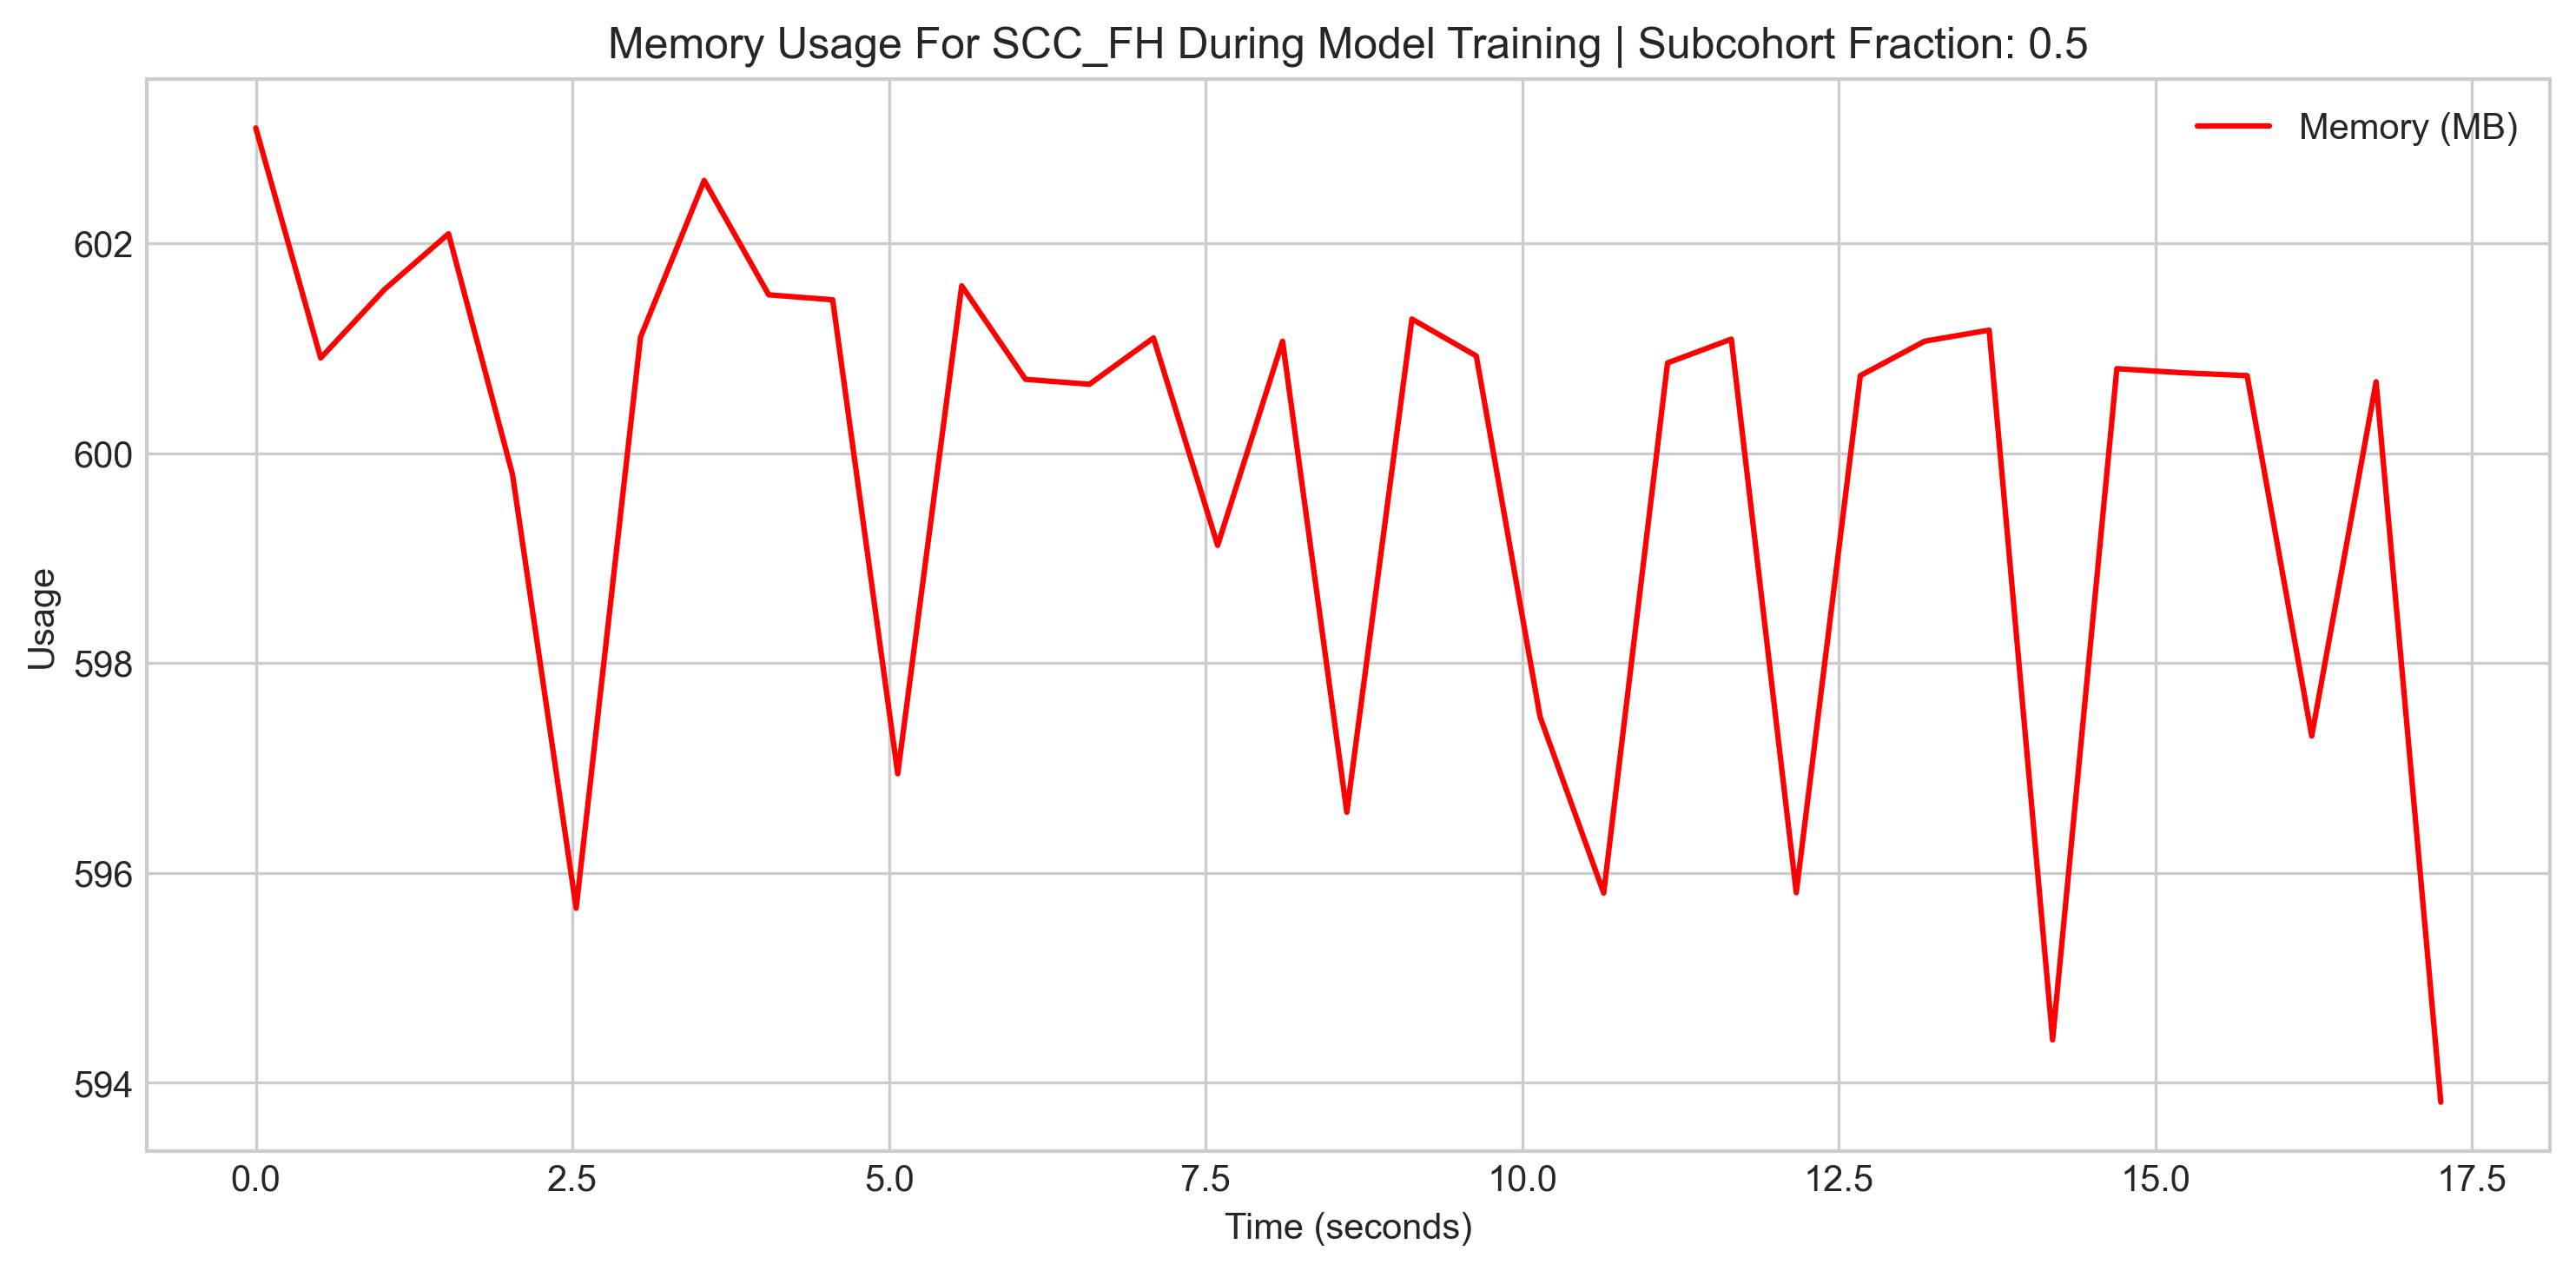 Memory Usage For SCC_FH During Model Training | Subcohort Fraction: 0.5
Memory (MB)
602
600
598
596
594
Usage
0.0 2.5 5.0 7.5 10.0 12.5 15.0 17.5
Time (seconds)